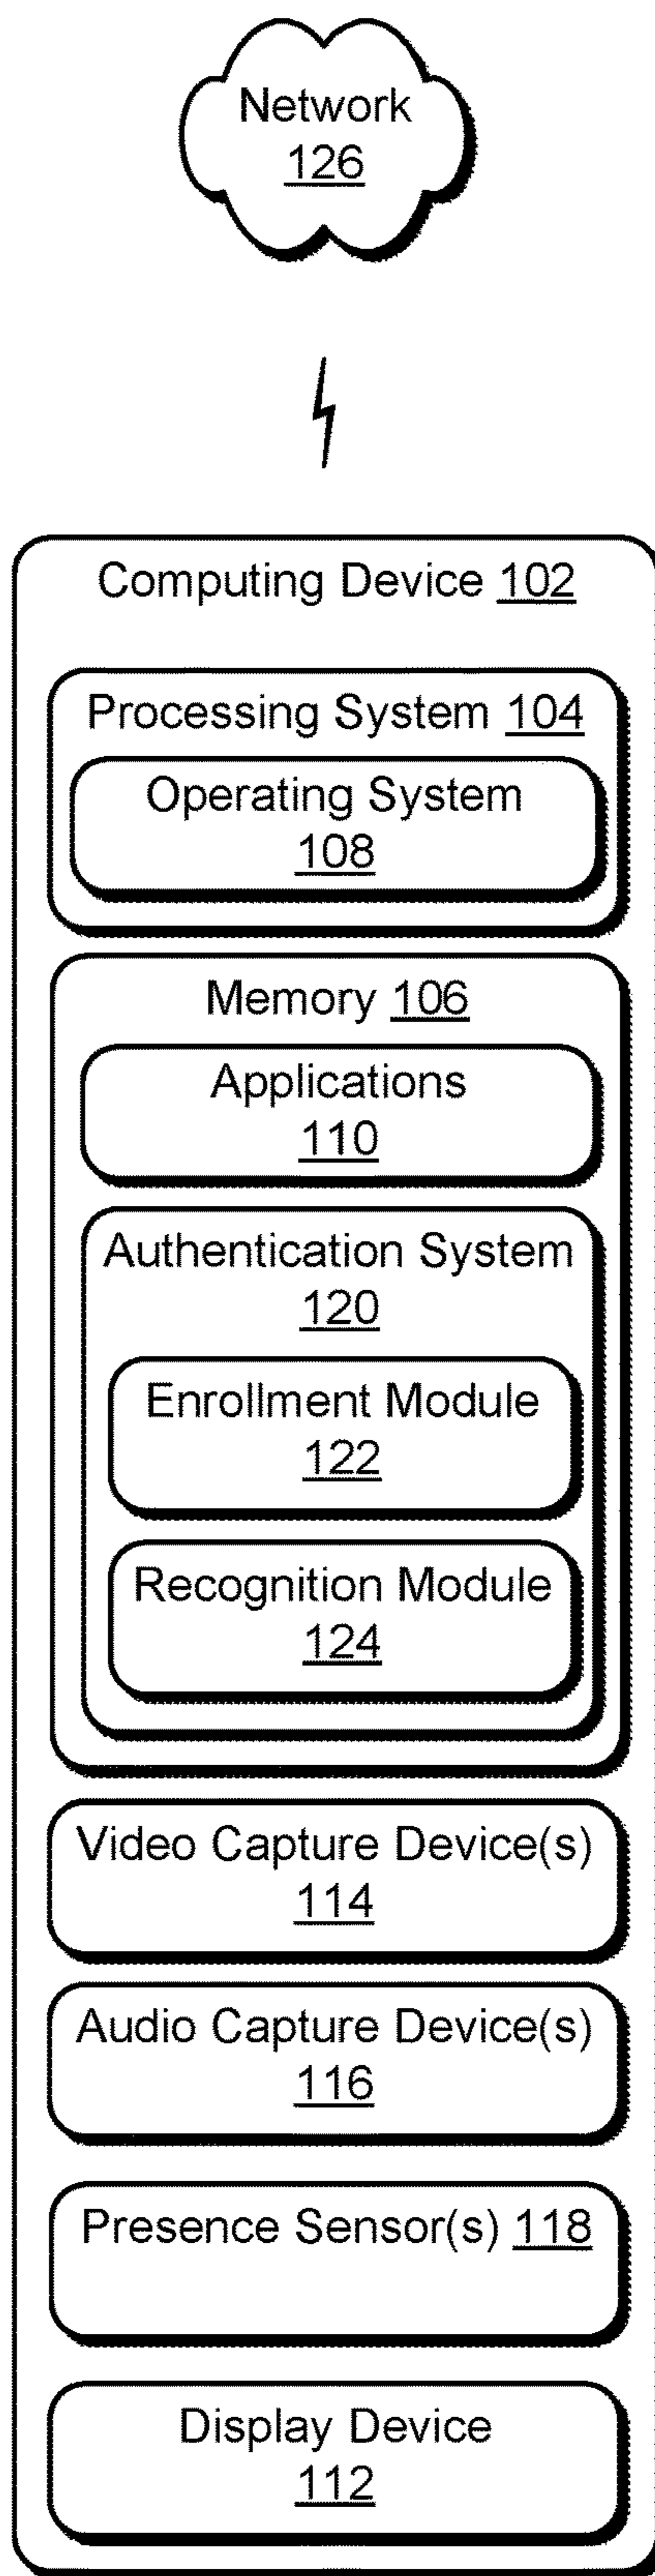 Network
126
Computing Device 102
Processing System 104
Operating System
108
Memory 106
Applications
110
Authentication System
120
Enrollment Module
122
Recognition Module
124
Video Capture Device(s)
114
Audio Capture Device(s)
116
Presence Sensor(s) 118
Display Device
112